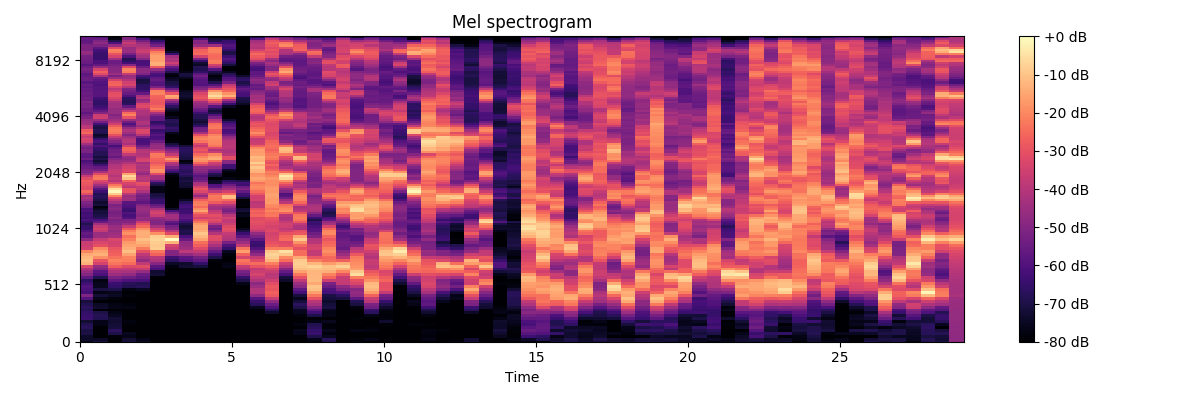 Mel spectrogram
8192
4096
2048
1024
512
0
Hz
0 5 10 15 20 25
Time
+0 dB
-10 dB
-20 dB
-30 dB
-40 dB
-50 dB
-60 dB
-70 dB
-80 dB